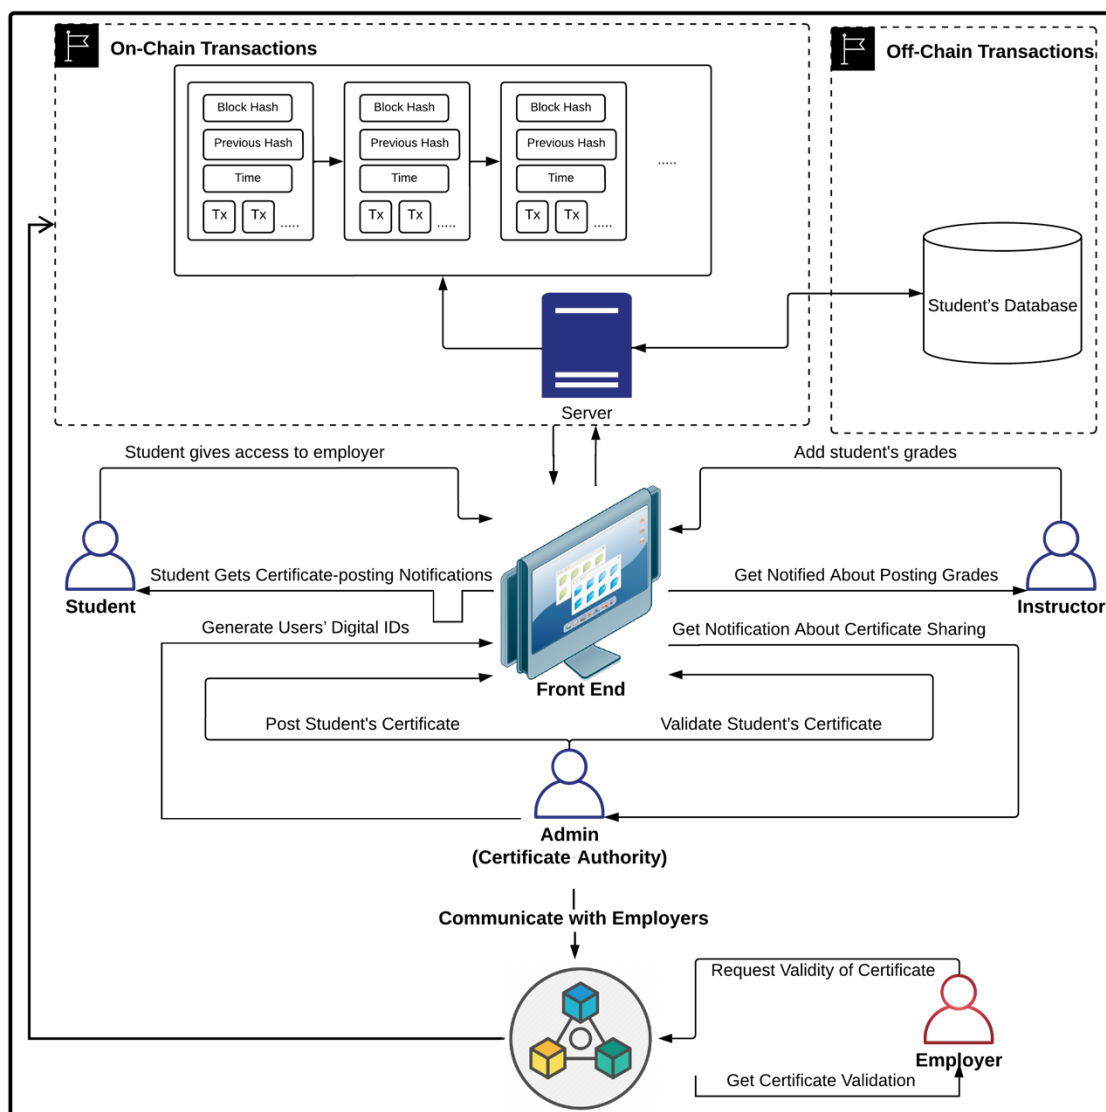 On-Chain Transactions
Off-Chain Transactions
Block Hash
Previous Hash
Time
Tx Tx .....
Block Hash
Previous Hash
Time
Tx Tx .....
Block Hash
Previous Hash
Time
Tx Tx .....
.....
Student’s Database
Server
Student gives access to employer
Add student's grades
Student Gets Certificate-posting Notifications
Get Notified About Posting Grades
Student
Instructor
Generate Users’ Digital IDs
Get Notification About Certificate Sharing
Front End
Post Student's Certificate
Validate Student’s Certificate
Admin
(Certificate Authority)
Communicate with Employers
Request Validity of Certificate
Employer
Get Certificate Validation